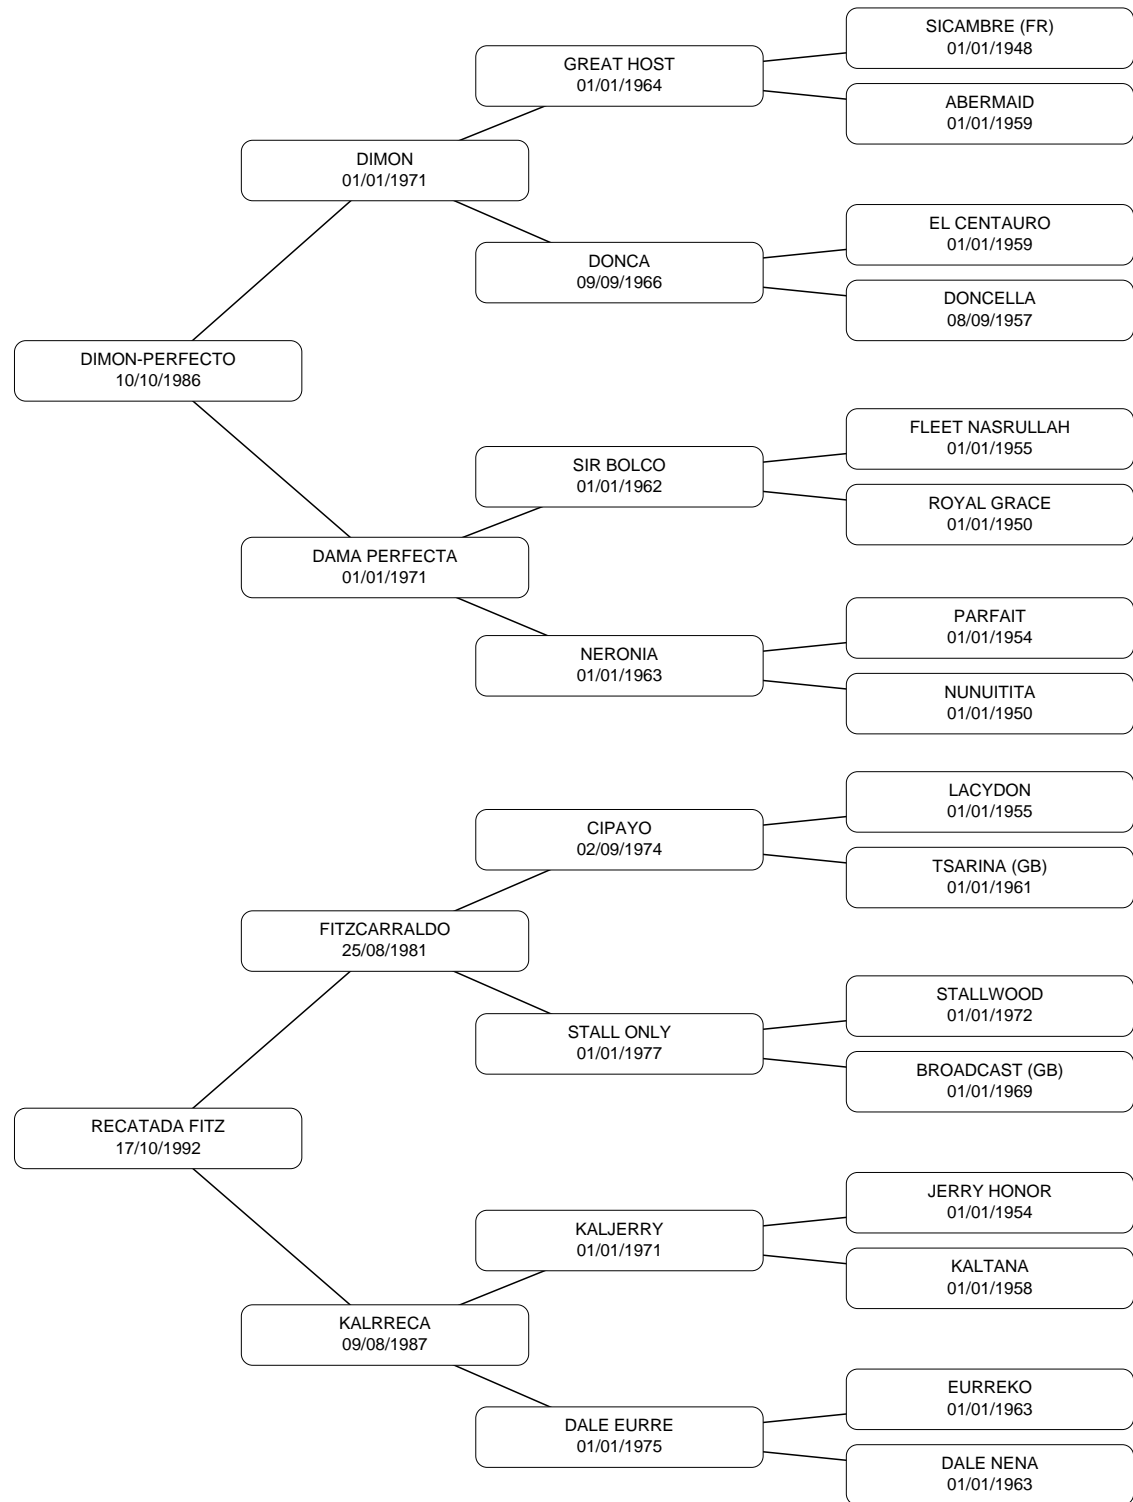 SICAMBRE (FR)
01/01/1948
GREAT HOST
01/01/1964
ABERMAID
01/01/1959
DIMON
01/01/1971
EL CENTAURO
01/01/1959
DONCA
09/09/1966
DONCELLA
08/09/1957
DIMON-PERFECTO
10/10/1986
FLEET NASRULLAH
01/01/1955
SIR BOLCO
01/01/1962
ROYAL GRACE
01/01/1950
DAMA PERFECTA
01/01/1971
PARFAIT
01/01/1954
NERONIA
01/01/1963
NUNUITITA
01/01/1950
LACYDON
01/01/1955
CIPAYO
02/09/1974
TSARINA (GB)
01/01/1961
FITZCARRALDO
25/08/1981
STALLWOOD
01/01/1972
STALL ONLY
01/01/1977
BROADCAST (GB)
01/01/1969
RECATADA FITZ
17/10/1992
JERRY HONOR
01/01/1954
KALJERRY
01/01/1971
KALTANA
01/01/1958
KALRRECA
09/08/1987
EURREKO
01/01/1963
DALE EURRE
01/01/1975
DALE NENA
01/01/1963